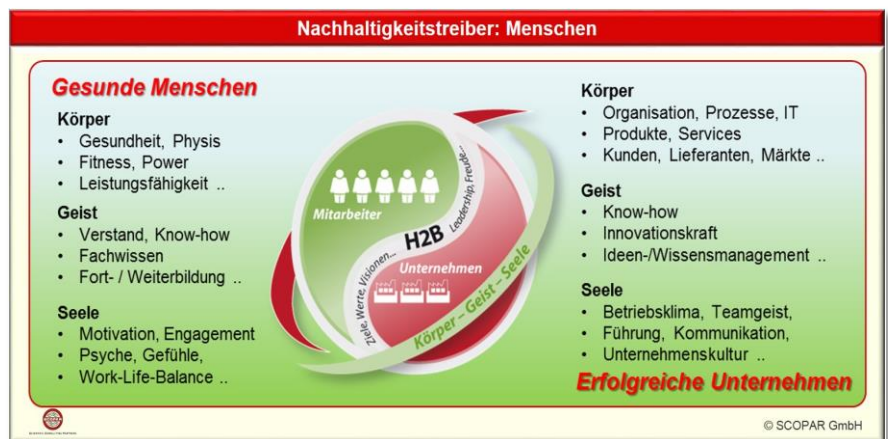 Nachhaltigkeitstreiber: Menschen
Gesunde Menschen
Körper
• Gesundheit, Physis
• Fitness, Power
• Leistungsfähigkeit ..
Geist
• Verstand, Know-how
• Fachwissen
• Fort- / Weiterbildung ..
Seele
• Motivation, Engagement
• Psyche, Gefühle,
• Work-Life-Balance ..
Mitarbeiter
Ziele, Werte, Visionen... H2B Leadership, Freude...
Unternehmen
Körper – Geist – Seele
Körper
• Organisation, Prozesse, IT
• Produkte, Services
• Kunden, Lieferanten, Märkte ..
Geist
• Know-how
• Innovationskraft
• Ideen-/Wissensmanagement ..
Seele
• Betriebsklima, Teamgeist,
• Führung, Kommunikation,
• Unternehmenskultur ..
Erfolgreiche Unternehmen
SCOPAR
© SCOPAR GmbH